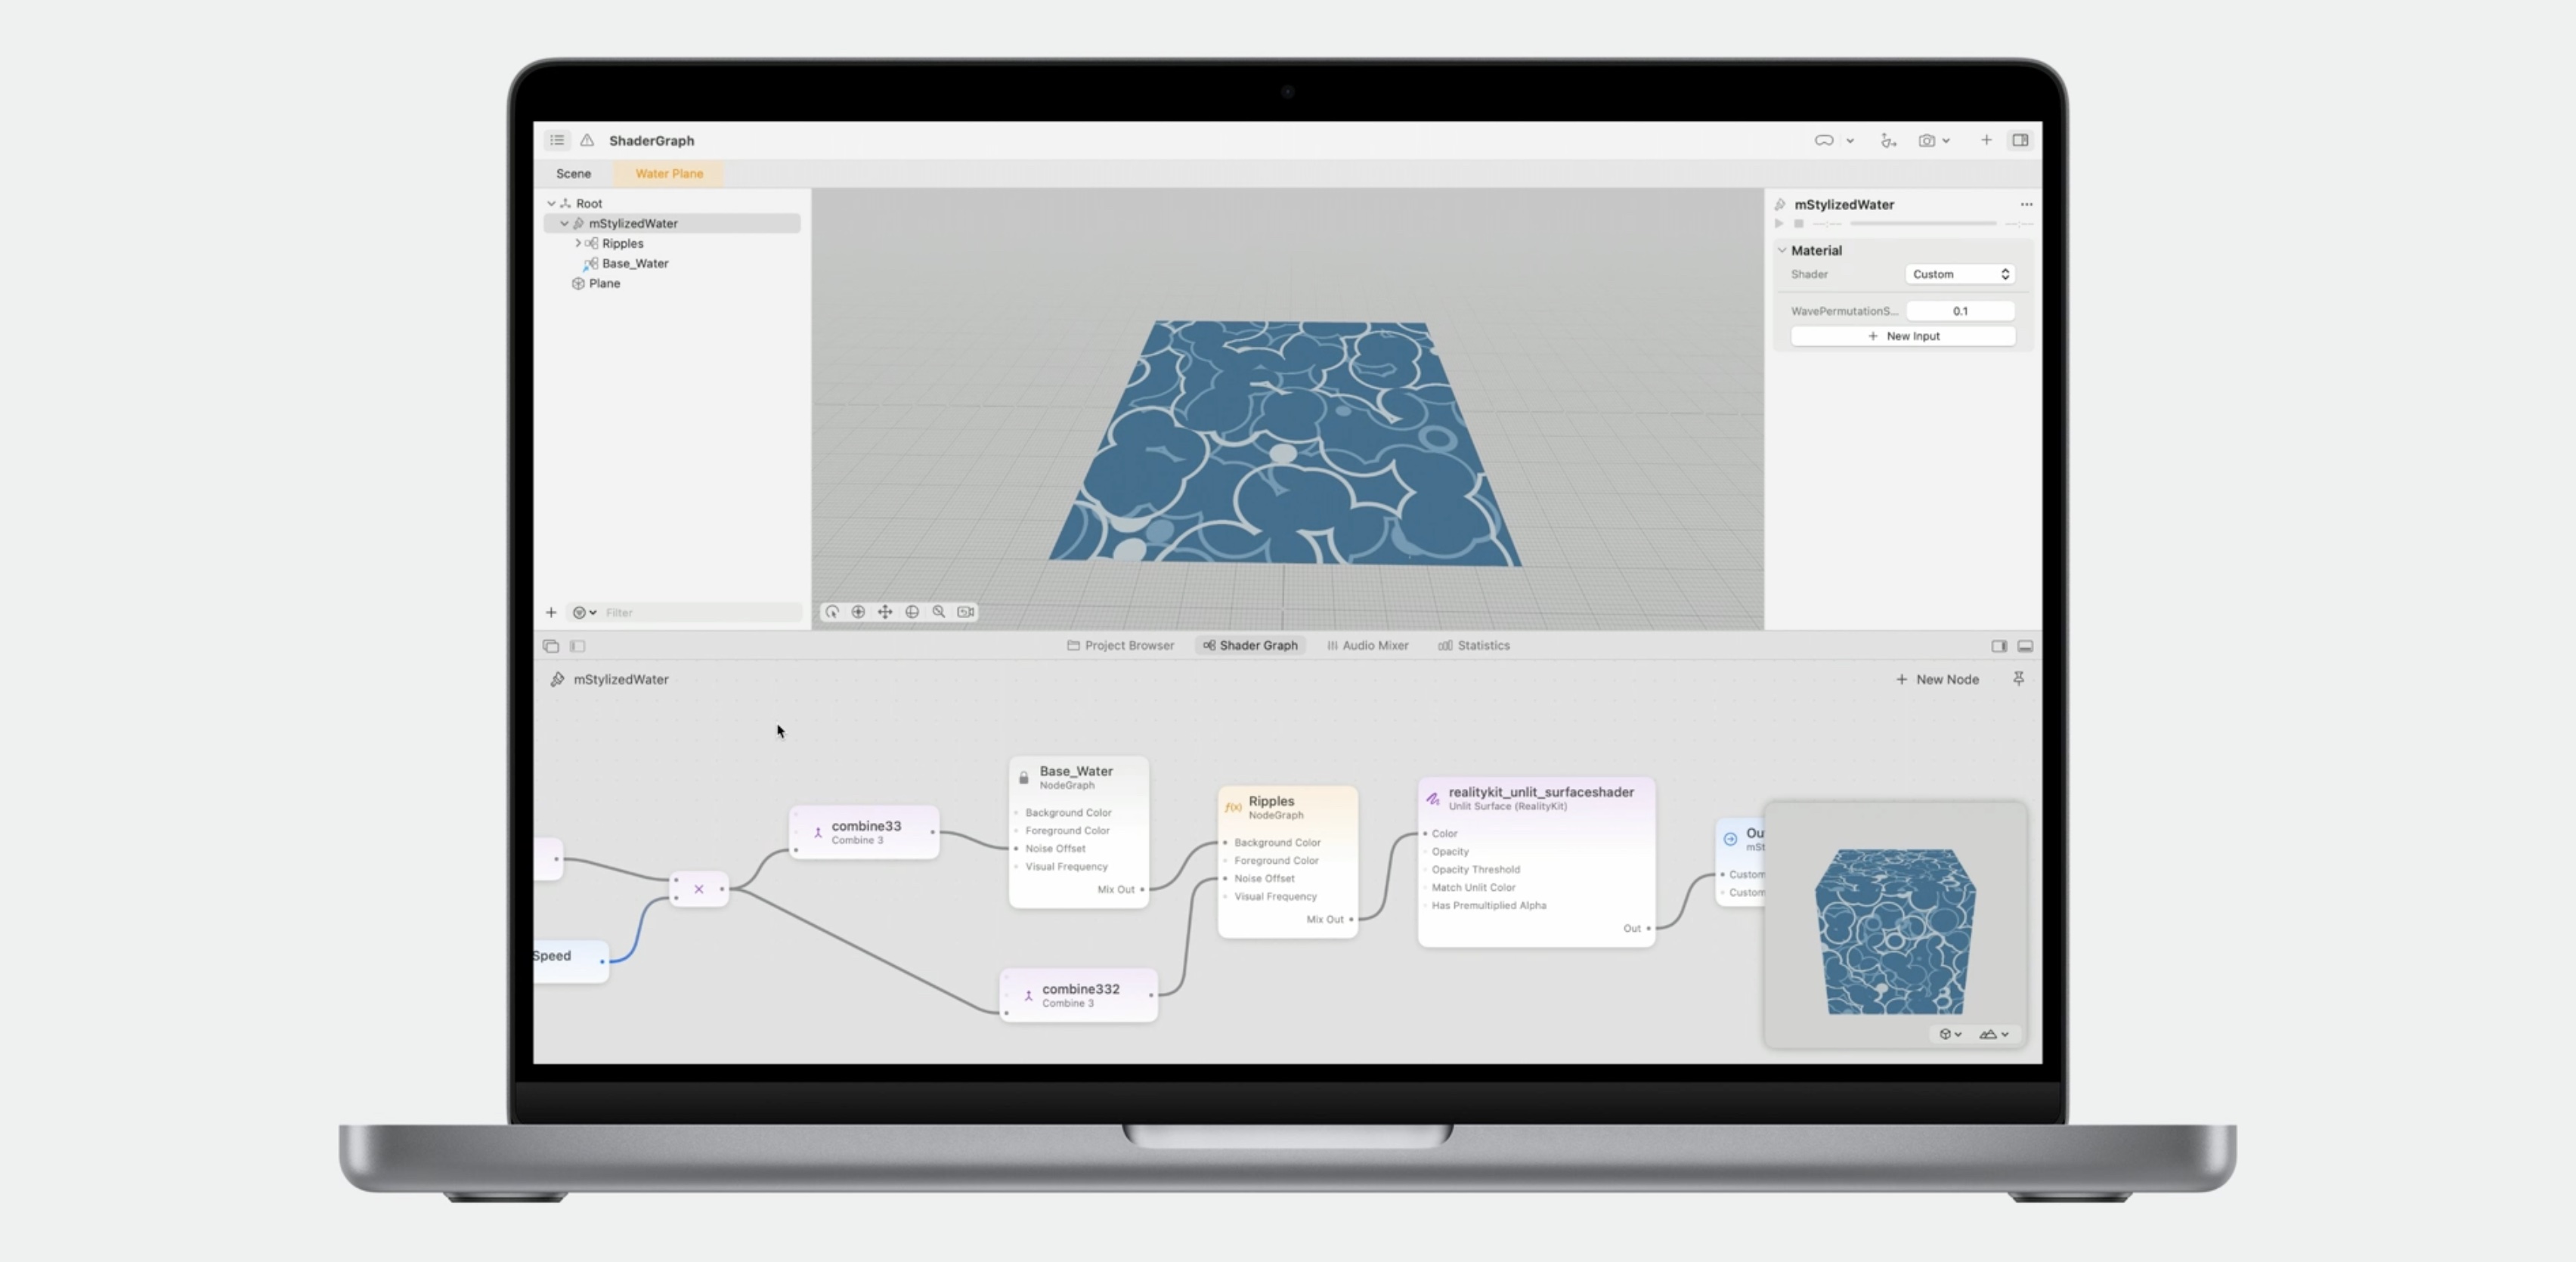 ShaderGraph
Scene
Water Plane
Root
mStylizedWater
Ripples
Base_Water
Plane
Filter
mStylizedWater
Material
Shader
Custom
WavePermutationS...
0.1
+ New Input
Project Browser
Shader Graph
Audio Mixer
Statistics
mStylizedWater
+ New Node
Speed
×
combine33
Combine 3
Base_Water
NodeGraph
Background Color
Foreground Color
Noise Offset
Visual Frequency
Mix Out
combine332
Combine 3
f(x) Ripples
NodeGraph
Background Color
Foreground Color
Noise Offset
Visual Frequency
Mix Out
realitykit_unlit_surfaceshader
Unlit Surface (RealityKit)
Color
Opacity
Opacity Threshold
Match Unlit Color
Has Premultiplied Alpha
Out
Ou
mSt
Custom
Custom